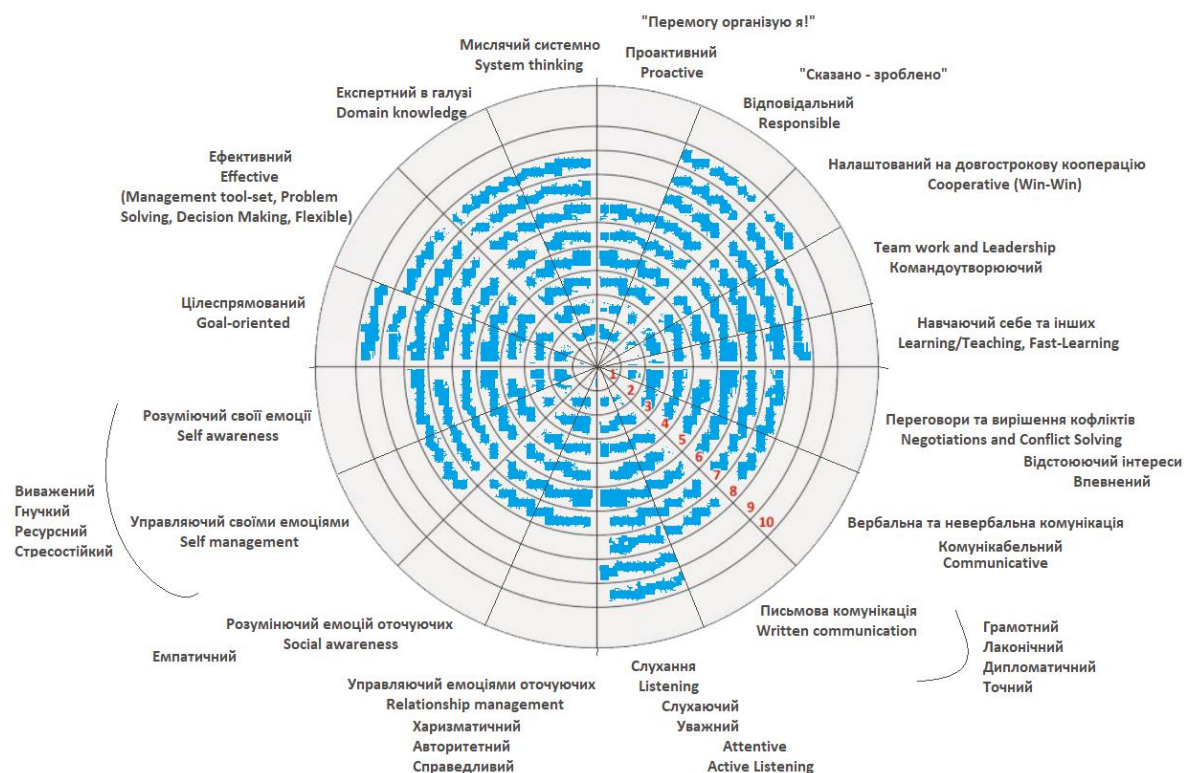 "Перемогу організую я!"
Мислячий системно
System thinking
Проактивний
Proactive
"Сказано - зроблено"
Експертний в галузі
Domain knowledge
Відповідальний
Responsible
Ефективний
Effective
(Management tool-set, Problem
Solving, Decision Making, Flexible)
Налаштований на довгострокову кооперацію
Cooperative (Win-Win)
Team work and Leadership
Командоутворюючий
Цілеспрямований
Goal-oriented
Навчаючий себе та інших
Learning/Teaching, Fast-Learning
1
2
3
4
5
6
7
8
9
10
Розуміючий свої емоції
Self awareness
Переговори та вирішення кофліктів
Negotiations and Conflict Solving
Відстоюючий інтереси
Впевнений
Виважений
Гнучкий
Ресурсний
Стресостійкий
Управляючий своїми емоціями
Self management
Вербальна та невербальна комунікація
Комунікабельний
Communicative
Розумінючий емоцій оточуючих
Social awareness
Емпатичний
Письмова комунікація
Written communication
Грамотний
Лаконічний
Дипломатичний
Точний
Управляючий емоціями оточуючих
Relationship management
Харизматичний
Авторитетний
Справедливий
Слухання
Listening
Слухаючий
Уважний
Attentive
Active Listening